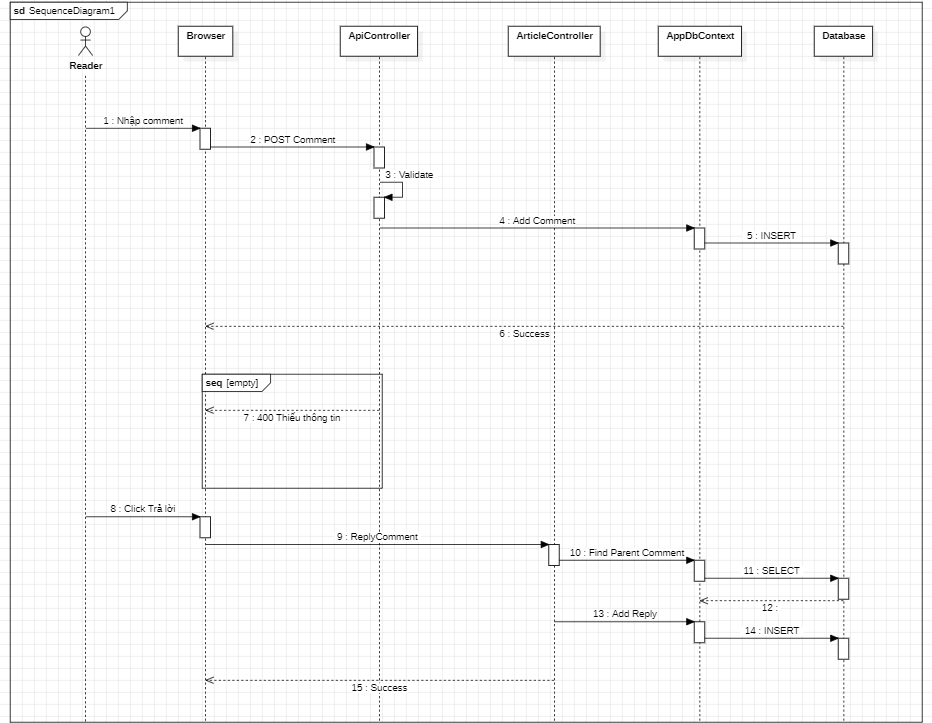 sd SequenceDiagram1
Reader
Browser
ApiController
ArticleController
AppDbContext
Database
1 : Nhập comment
2 : POST Comment
3 : Validate
4 : Add Comment
5 : INSERT
6 : Success
seq [empty]
7 : 400 Thiếu thông tin
8 : Click Trả lời
9 : ReplyComment
10 : Find Parent Comment
11 : SELECT
12 :
13 : Add Reply
14 : INSERT
15 : Success